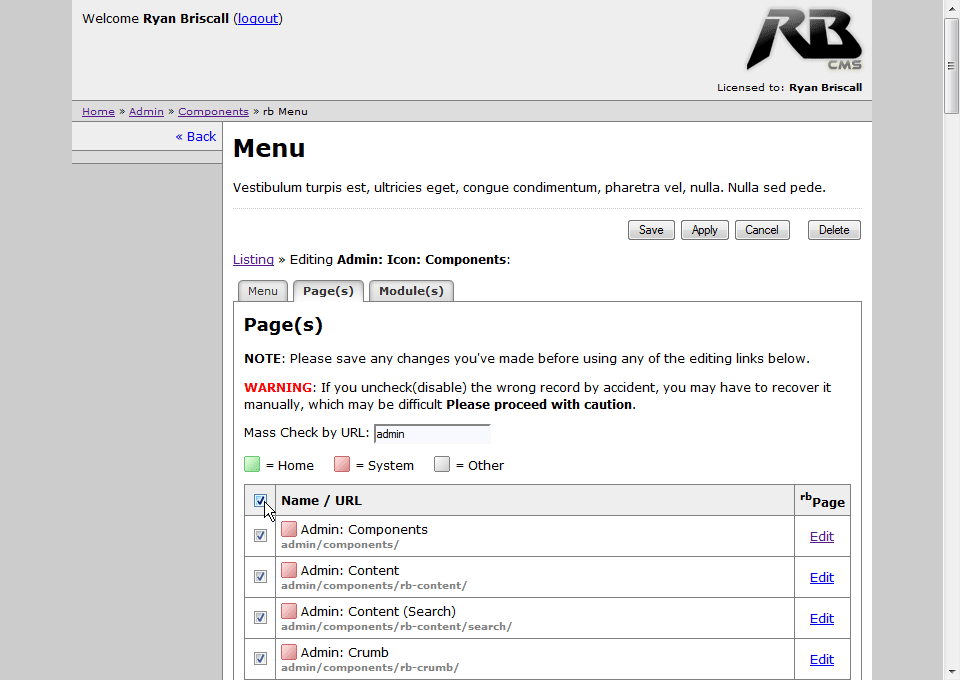 Welcome Ryan Briscall (logout)
RB
CMS
Licensed to: Ryan Briscall
Home » Admin » Components » rb Menu
« Back
Menu
Vestibulum turpis est, ultricies eget, congue condimentum, pharetra vel, nulla. Nulla sed pede.
Save Apply Cancel Delete
Listing » Editing Admin: Icon: Components:
Menu Page(s) Module(s)
Page(s)
NOTE: Please save any changes you've made before using any of the editing links below.
WARNING: If you uncheck(disable) the wrong record by accident, you may have to recover it
manually, which may be difficult Please proceed with caution.
Mass Check by URL: admin
= Home = System = Other
Name / URL rbPage
Admin: Components Edit
admin/components/
Admin: Content Edit
admin/components/rb-content/
Admin: Content (Search) Edit
admin/components/rb-content/search/
Admin: Crumb Edit
admin/components/rb-crumb/